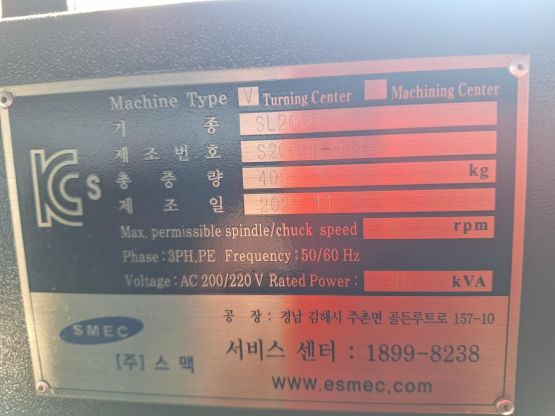 Machine Type V Turning Center Machining Center
기 종
제조번호
총 중 량 kg
제 조 일
Max. permissible spindle/chuck speed rpm
Phase: 3PH.PE Frequency: 50/60 Hz
Voltage: AC 200/220 V Rated Power: kVA
KCs
SMEC
[주] 스 맥
공 장 : 경남 김해시 주촌면 골든루트로 157-10
서비스 센터 : 1899-8238
www.esmec.com